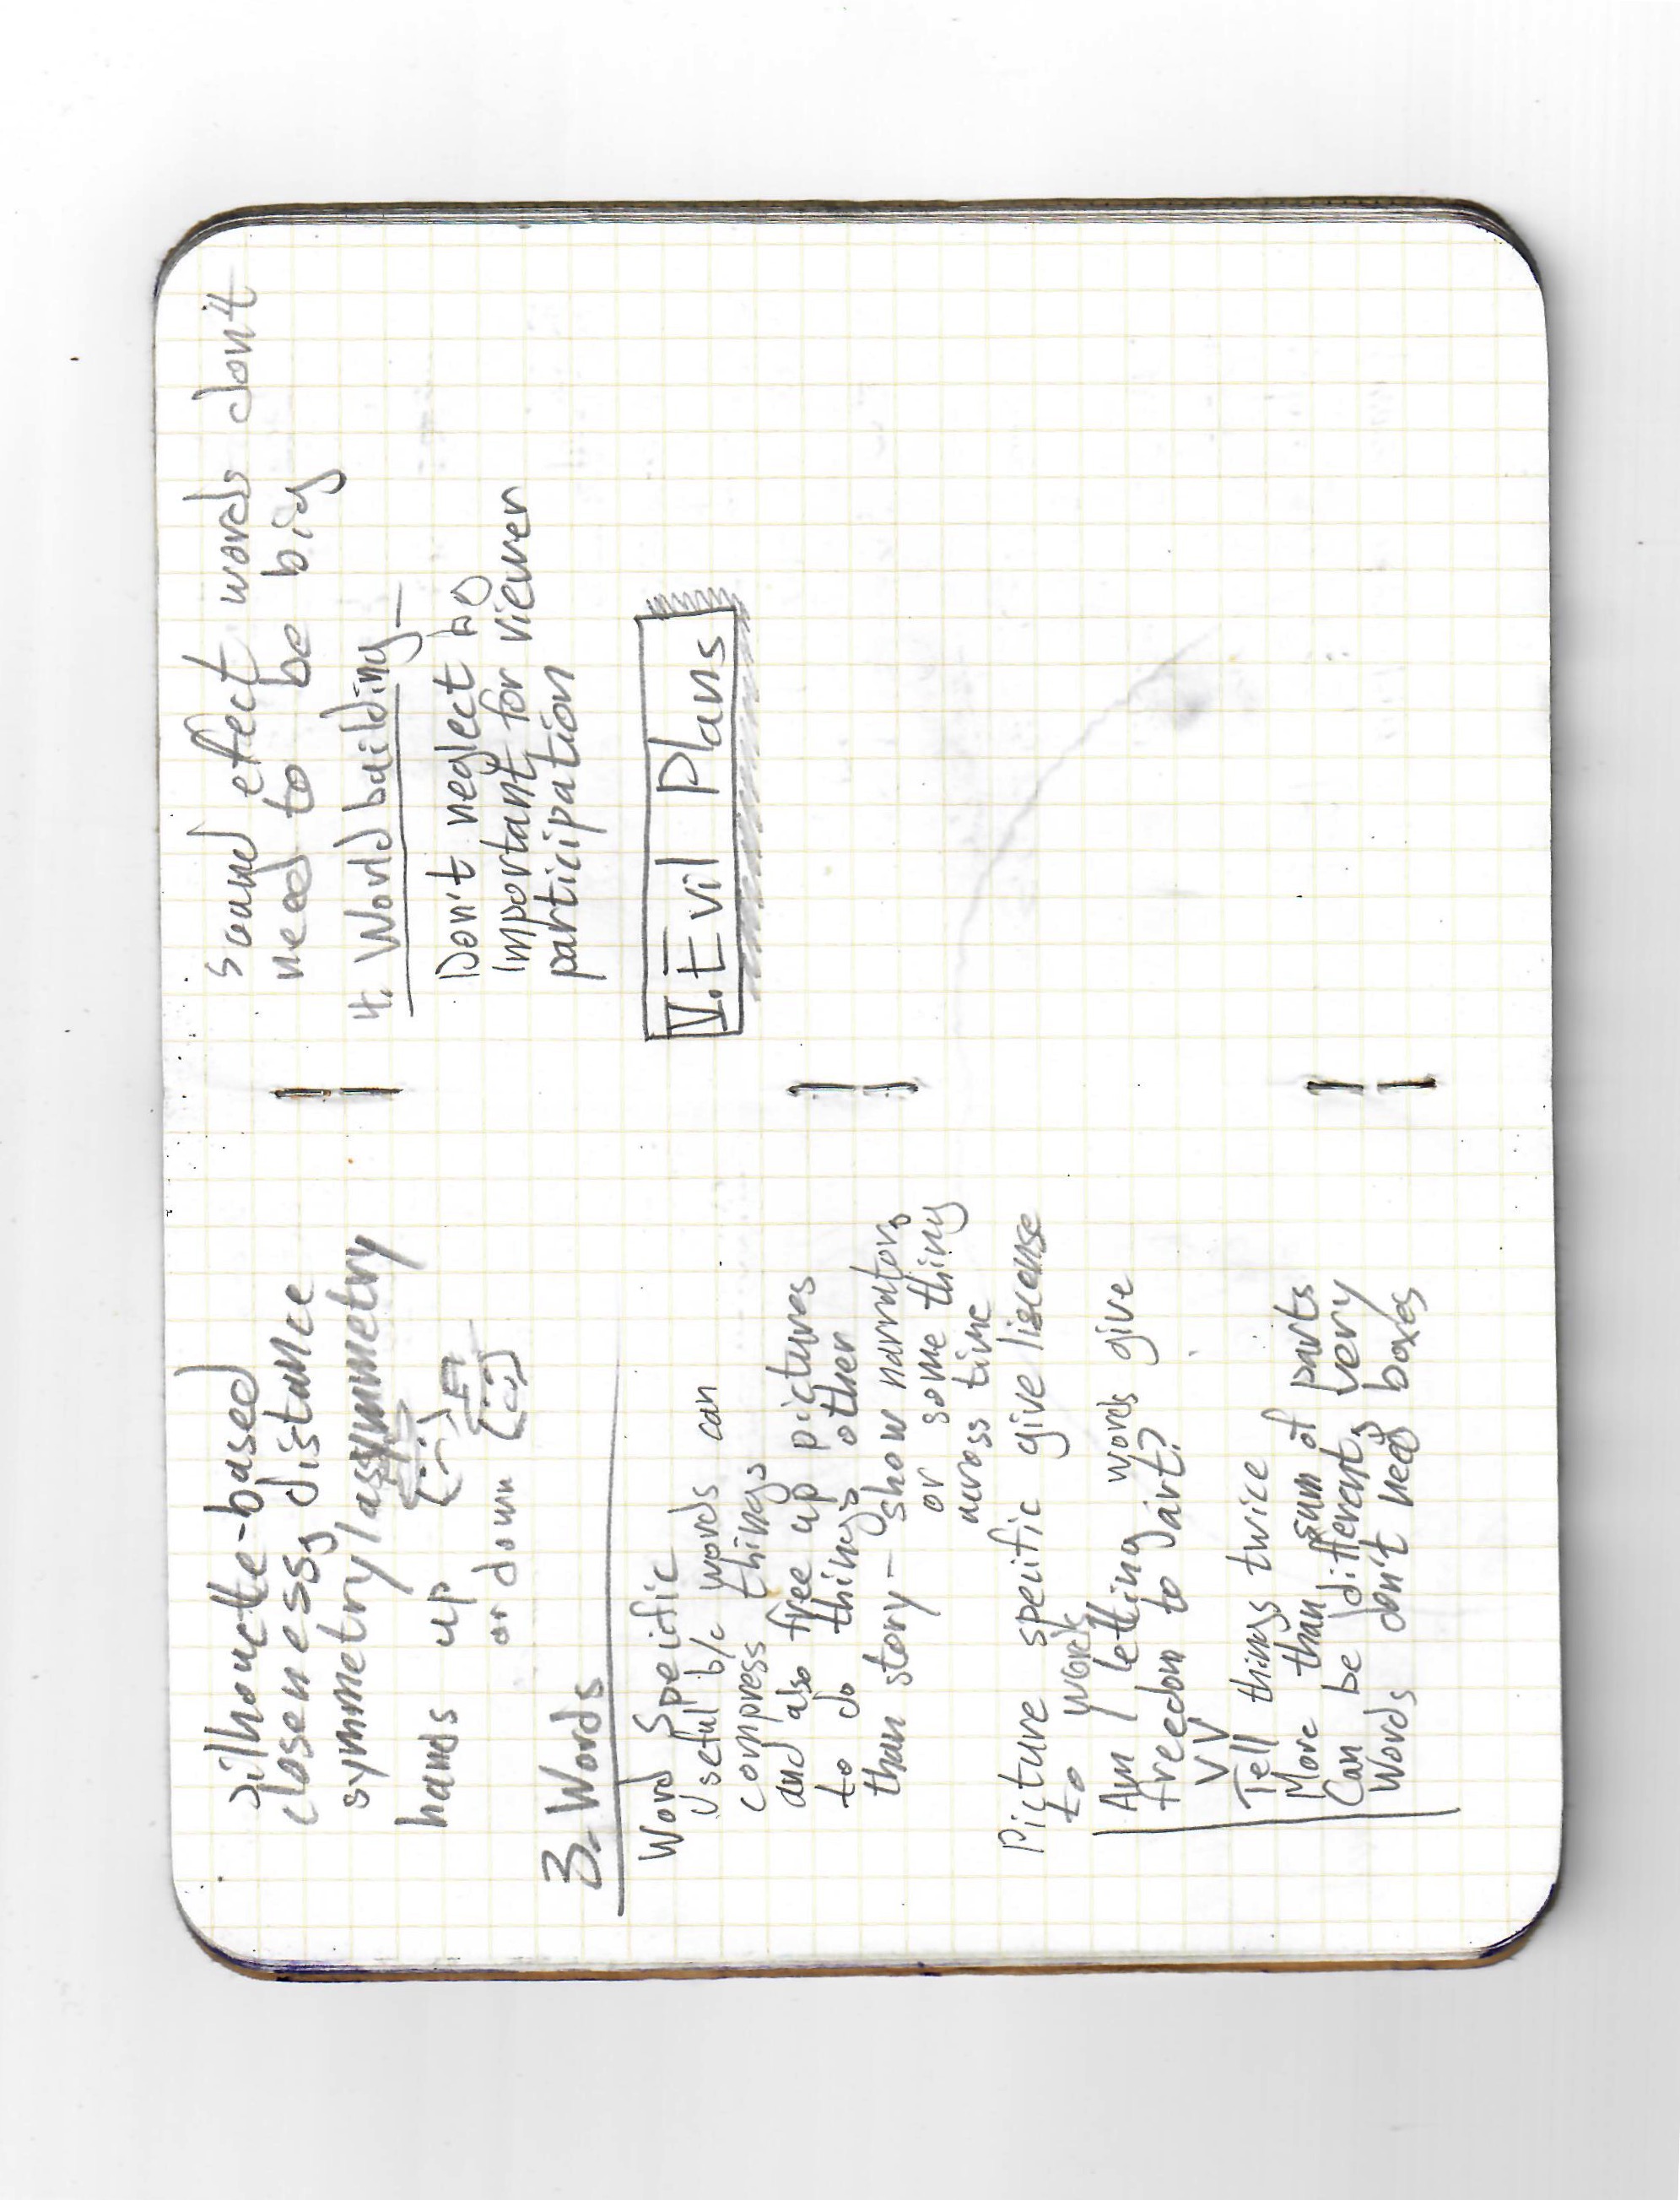 silhouette-based
closeness, distance
symmetry/assymmetry
hands up
or down
3. Words
Word Specific
Useful b/c words can
compress things
and also free up pictures
to do things other
than story - show narrator,
or some thing
across time
Picture specific give liscense
to words
Am I letting words give
freedom to art?
VV
Tell things twice
More than sum of parts
Can be different, very
Words don't need boxes
Sound effect words don't
need to be big
4. World building
Don't neglect bg
Important for viewer
participation
V. Evil Plans